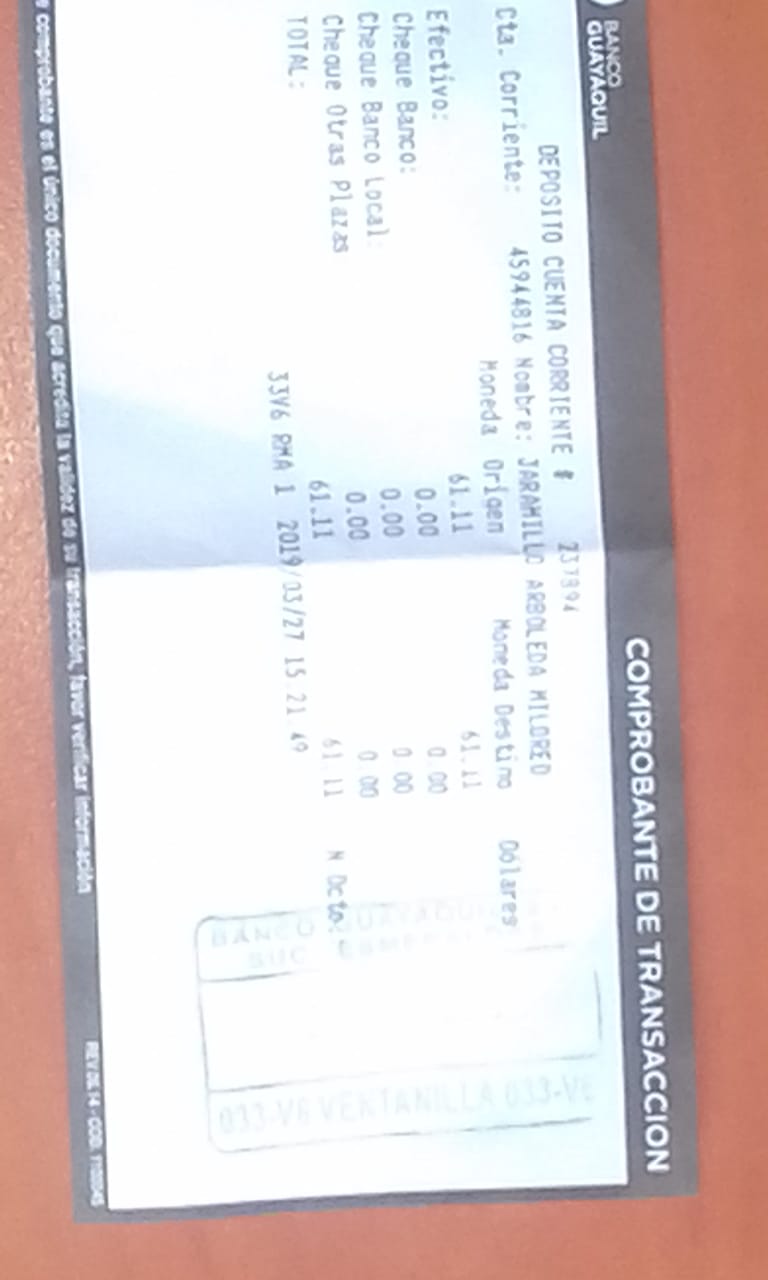 BANCO
GUAYAQUIL
COMPROBANTE DE TRANSACCION
DEPOSITO CUENTA CORRIENTE # 237894
Cta. Corriente: 45944816 Nombre: JARAMILLO ARBOLEDA MILDRED
Moneda Origen Moneda Destino Dólares
Efectivo: 61.11 61.11
Cheque Banco: 0.00 0.00
Cheque Banco Local: 0.00 0.00
Cheque Otras Plazas 0.00 0.00
TOTAL: 61.11 61.11 N Dcto:
33V6 RMA 1 2019/03/27 15.21.49
BANCO GUAYAQUIL
SUC
033-V6 VENTANILLA 033-V6
comprobante es el único documento que acredita la validez de su transacción, favor verificar información
REV.06.14 - COD.